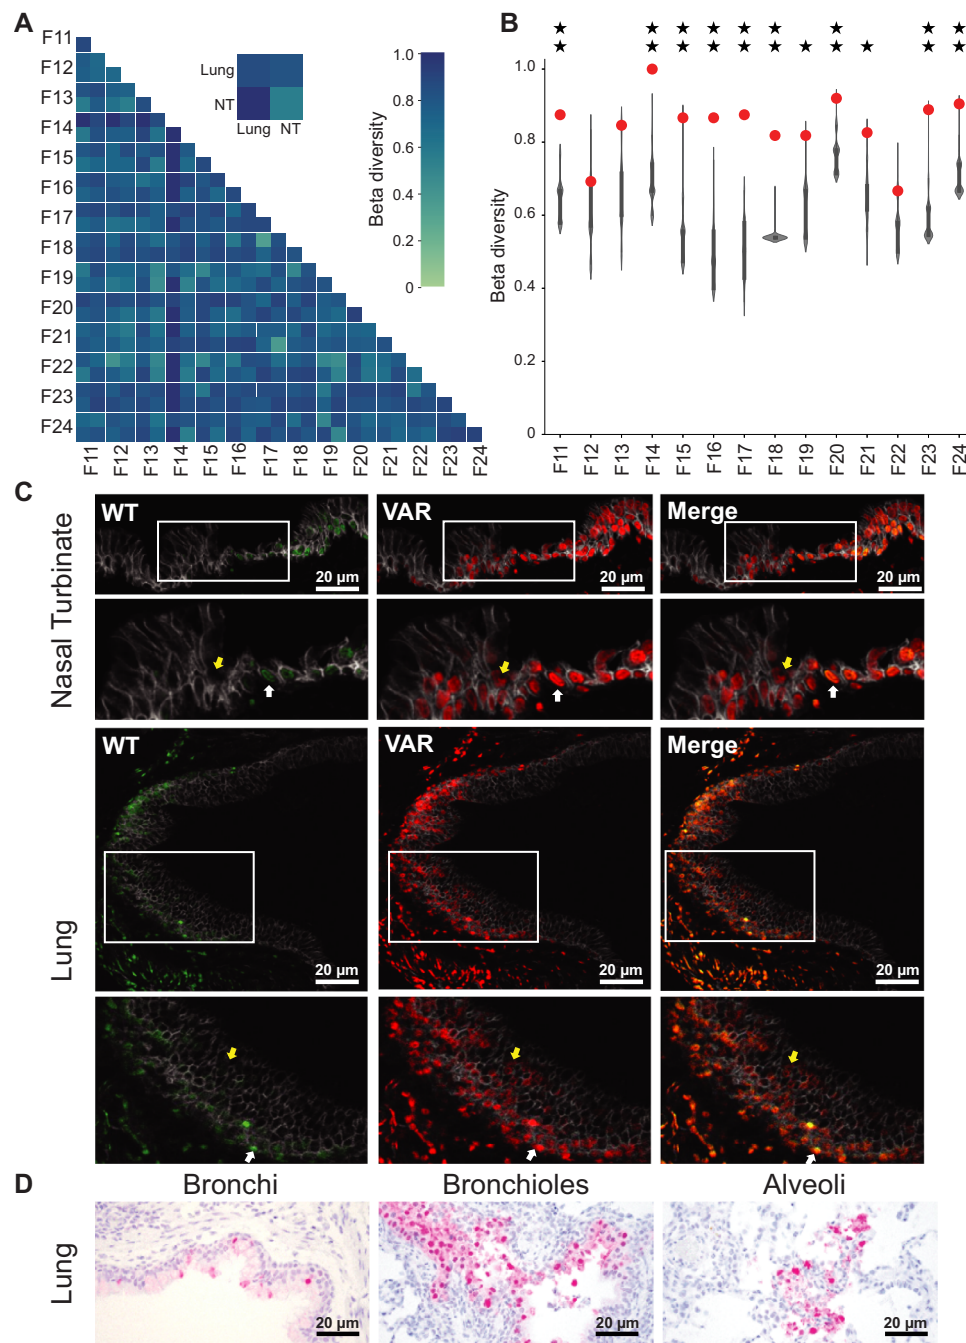 A
F11
F12
F13
F14
F15
F16
F17
F18
F19
F20
F21
F22
F23
F24
F11 F12 F13 F14 F15 F16 F17 F18 F19 F20 F21 F22 F23 F24
Lung
NT
Lung NT
Beta diversity
1.0
0.8
0.6
0.4
0.2
0
B
★ ★ ★ ★ ★ ★ ★ ★ ★
★ ★ ★ ★ ★ ★ ★ ★ ★ ★ ★
Beta diversity
1.0
0.8
0.6
0.4
0.2
0
F11 F12 F13 F14 F15 F16 F17 F18 F19 F20 F21 F22 F23 F24
C
Nasal Turbinate
WT VAR Merge
20 µm 20 µm 20 µm
Lung
WT VAR Merge
20 µm 20 µm 20 µm
D
Bronchi Bronchioles Alveoli
Lung
20 µm 20 µm 20 µm